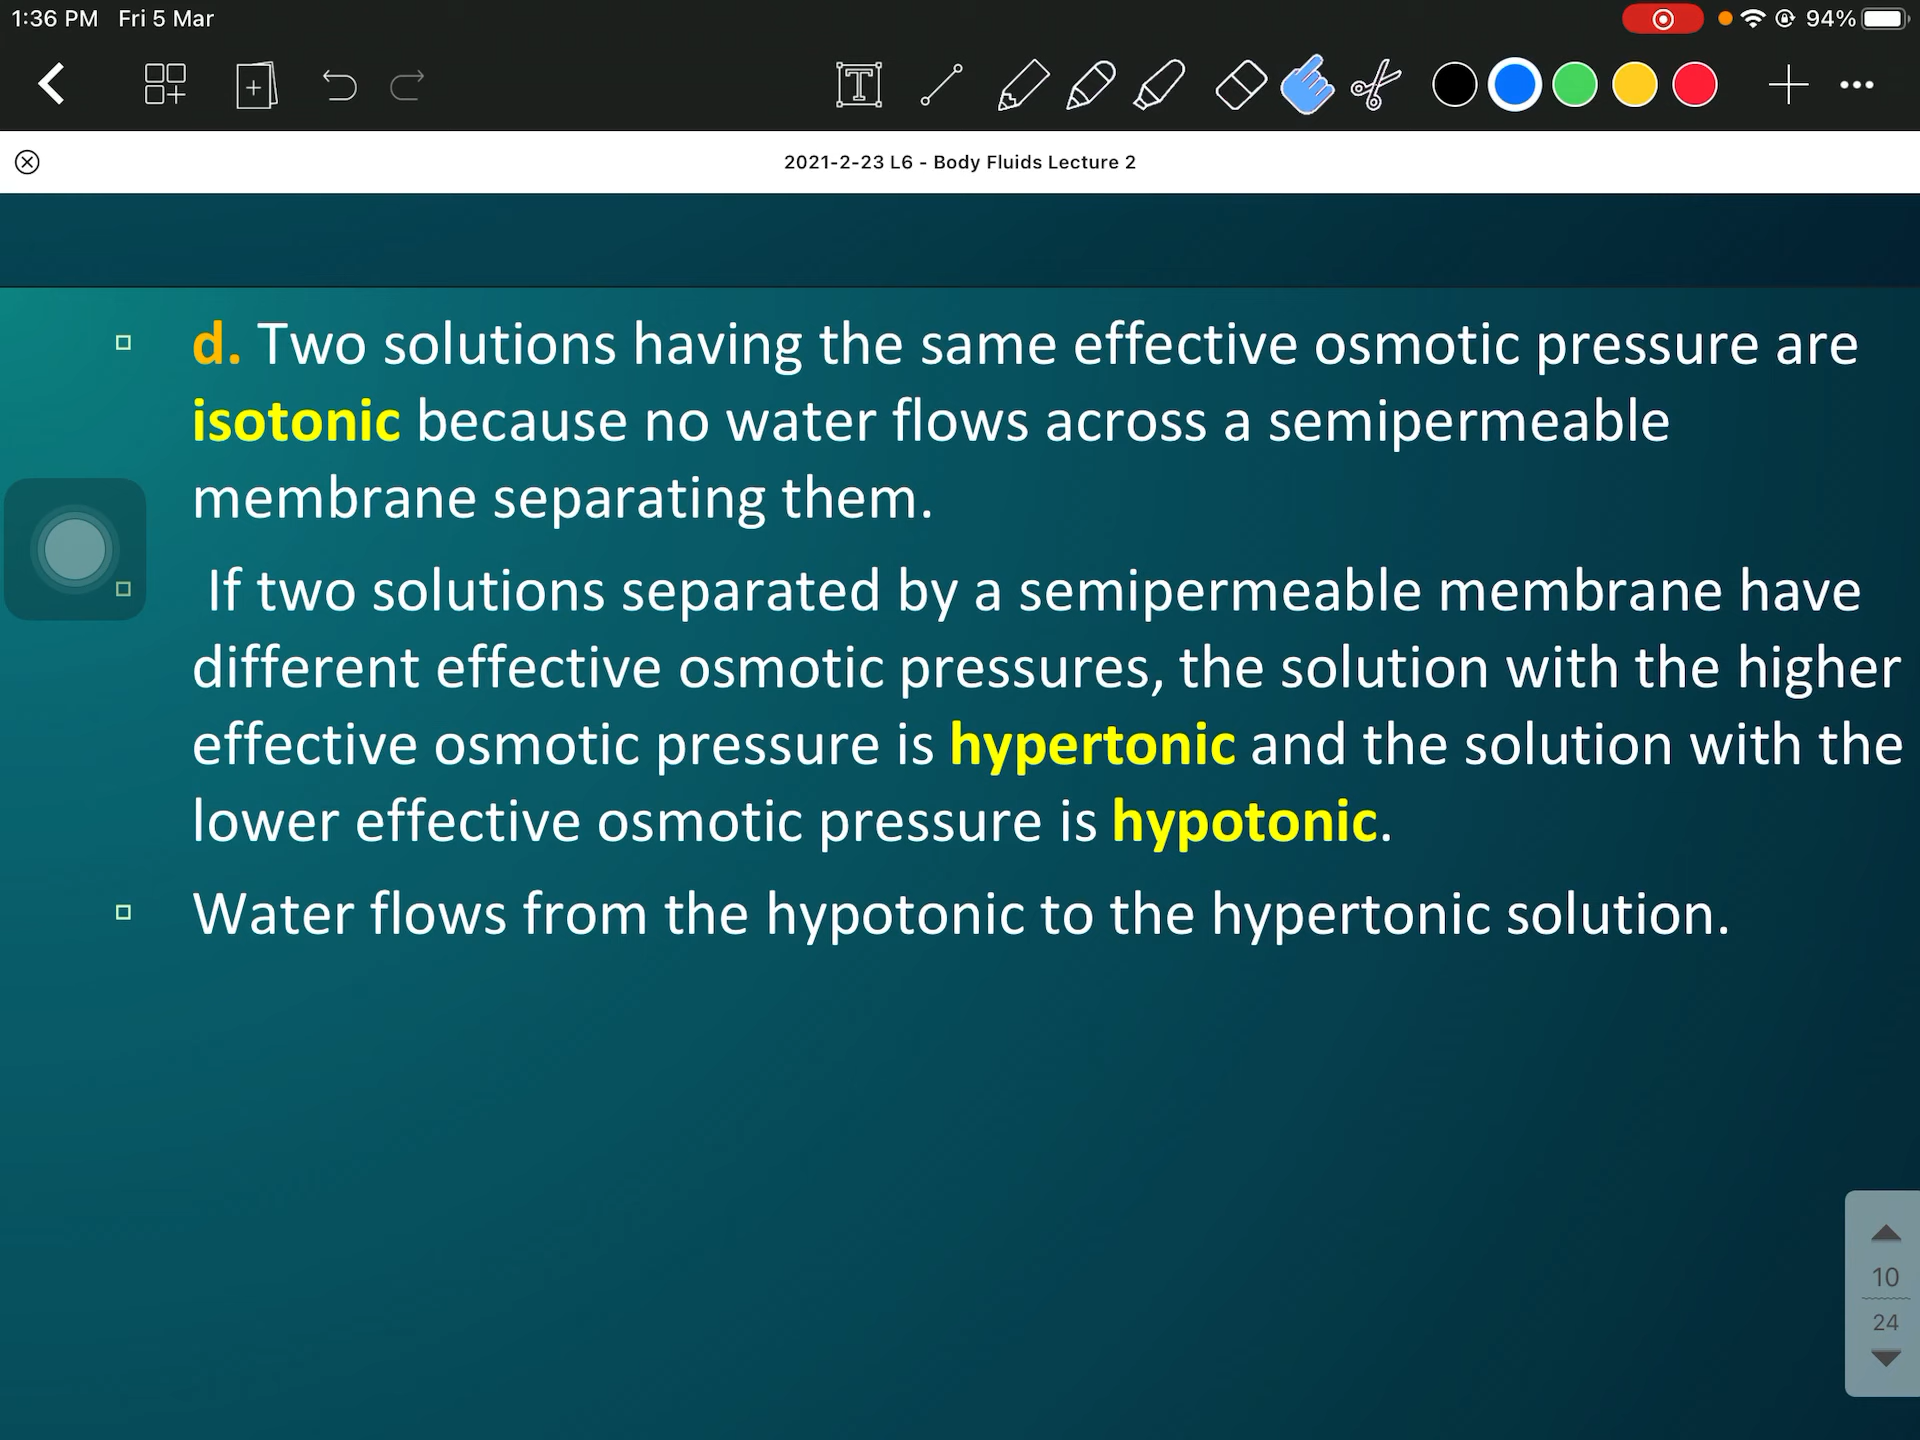 1:36 PM Fri 5 Mar
94%
T
2021-2-23 L6 - Body Fluids Lecture 2
d. Two solutions having the same effective osmotic pressure are
isotonic because no water flows across a semipermeable
membrane separating them.
If two solutions separated by a semipermeable membrane have
different effective osmotic pressures, the solution with the higher
effective osmotic pressure is hypertonic and the solution with the
lower effective osmotic pressure is hypotonic.
Water flows from the hypotonic to the hypertonic solution.
10
24